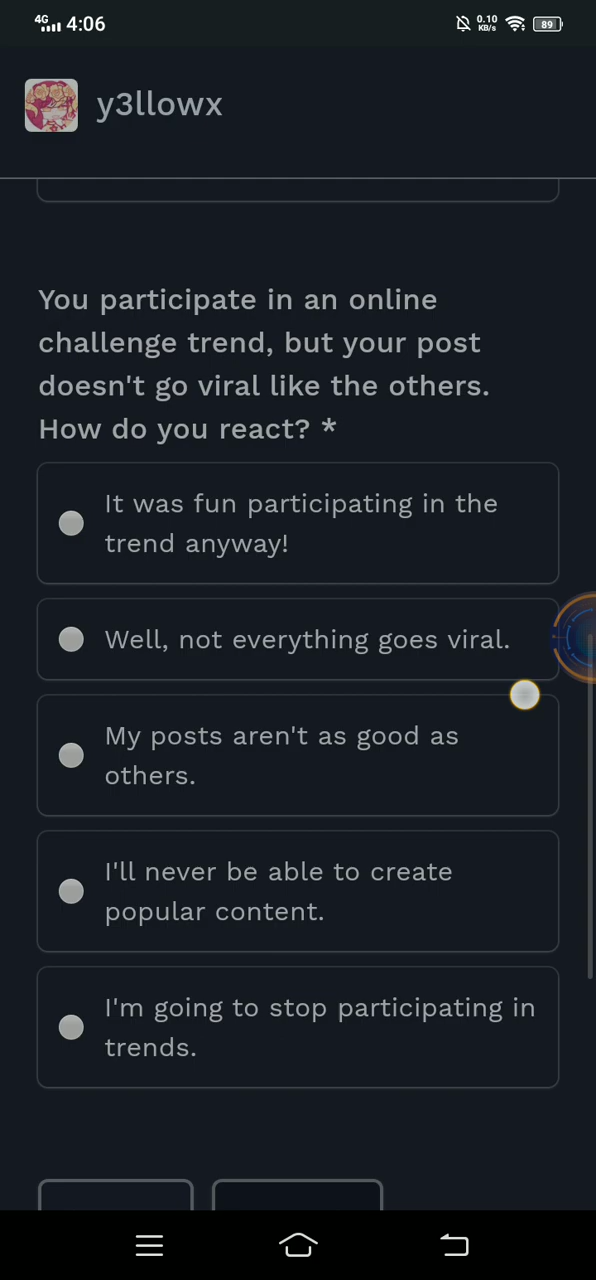 4G 4:06 0.10 KB/s 89
y3llowx
You participate in an online
challenge trend, but your post
doesn't go viral like the others.
How do you react? *
It was fun participating in the
trend anyway!
Well, not everything goes viral.
My posts aren't as good as
others.
I'll never be able to create
popular content.
I'm going to stop participating in
trends.